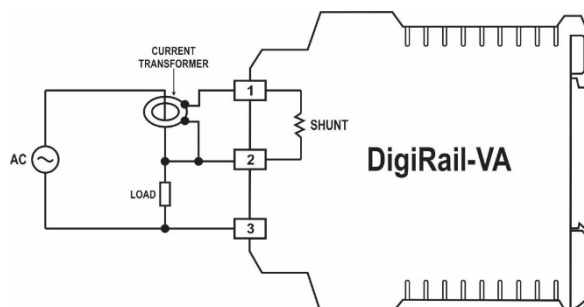 CURRENT
TRANSFORMER
1
SHUNT
AC
2
DigiRail-VA
LOAD
3